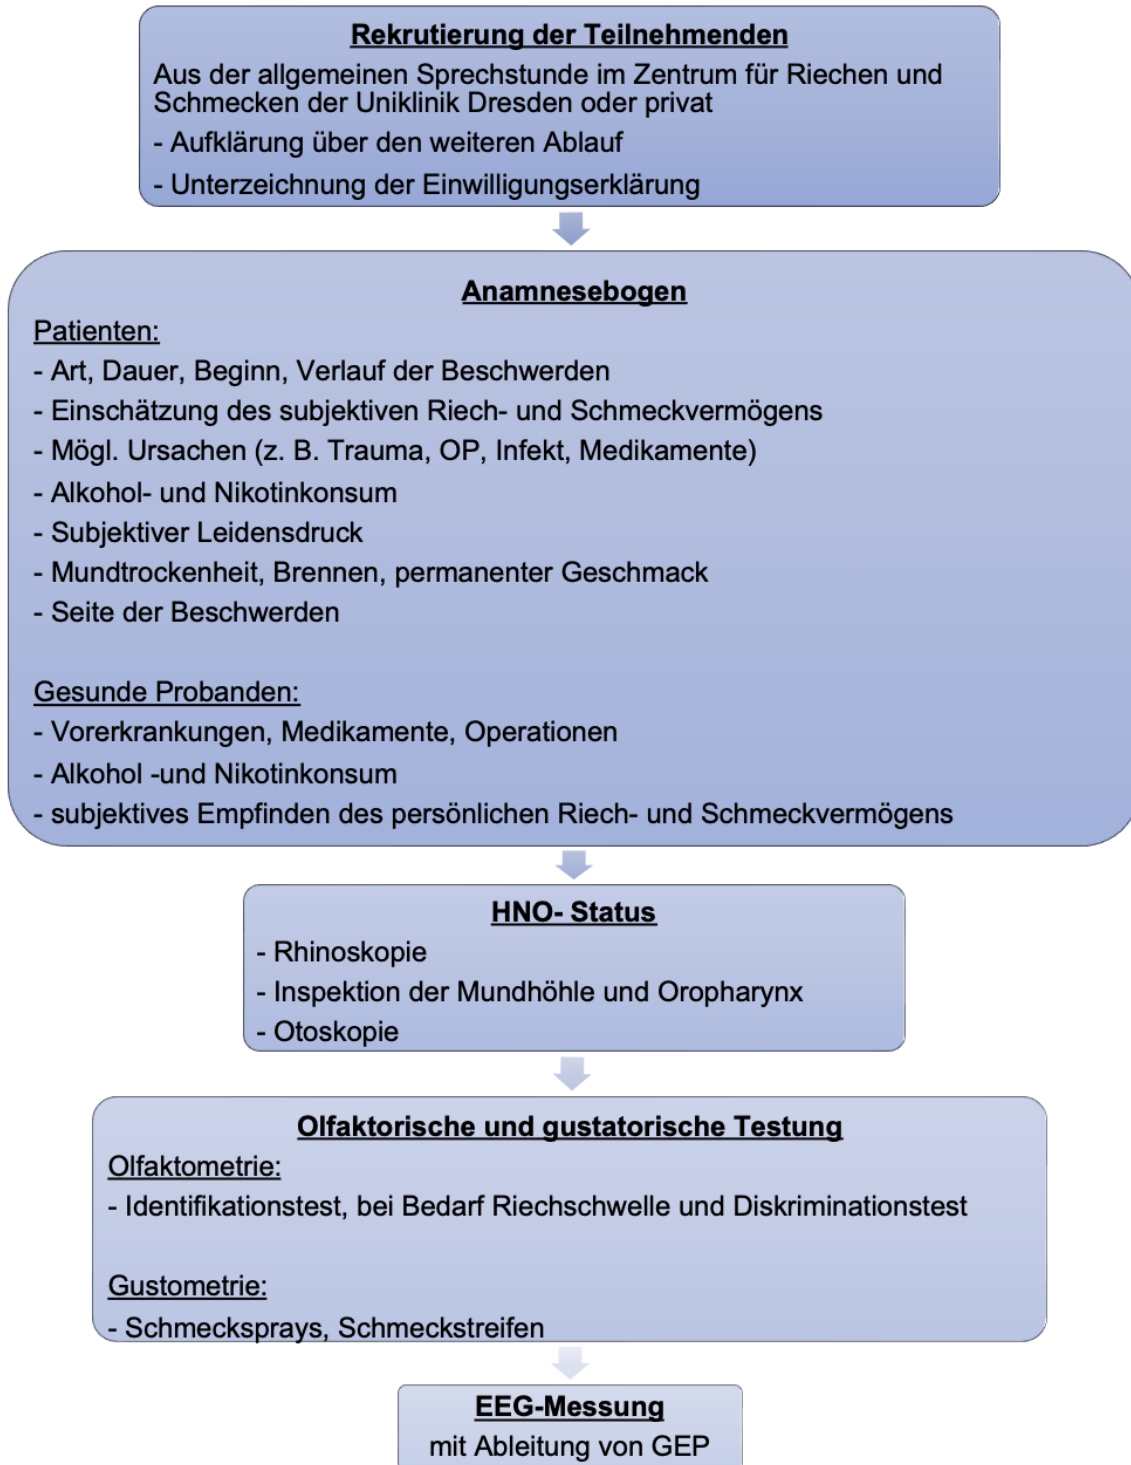 Rekrutierung der Teilnehmenden
Aus der allgemeinen Sprechstunde im Zentrum für Riechen und
Schmecken der Uniklinik Dresden oder privat
- Aufklärung über den weiteren Ablauf
- Unterzeichnung der Einwilligungserklärung
Anamnesebogen
Patienten:
- Art, Dauer, Beginn, Verlauf der Beschwerden
- Einschätzung des subjektiven Riech- und Schmeckvermögens
- Mögl. Ursachen (z. B. Trauma, OP, Infekt, Medikamente)
- Alkohol- und Nikotinkonsum
- Subjektiver Leidensdruck
- Mundtrockenheit, Brennen, permanenter Geschmack
- Seite der Beschwerden
Gesunde Probanden:
- Vorerkrankungen, Medikamente, Operationen
- Alkohol -und Nikotinkonsum
- subjektives Empfinden des persönlichen Riech- und Schmeckvermögens
HNO- Status
- Rhinoskopie
- Inspektion der Mundhöhle und Oropharynx
- Otoskopie
Olfaktorische und gustatorische Testung
Olfaktometrie:
- Identifikationstest, bei Bedarf Riechschwelle und Diskriminationstest
Gustometrie:
- Schmecksprays, Schmeckstreifen
EEG-Messung
mit Ableitung von GEP